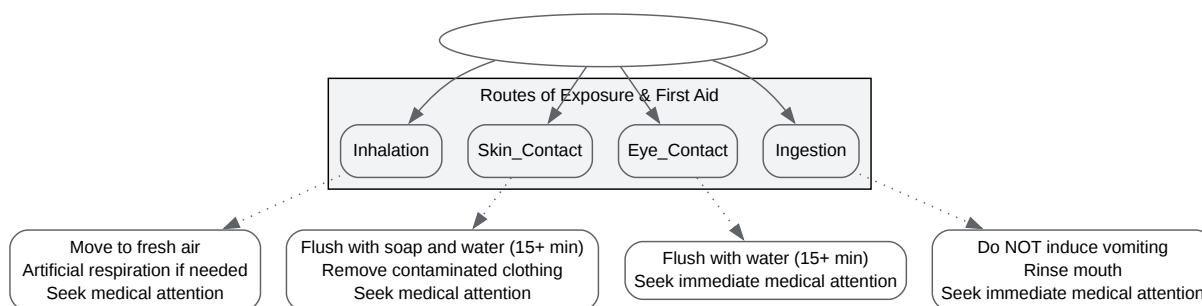 Routes of Exposure & First Aid
Inhalation
Skin_Contact
Eye_Contact
Ingestion
Move to fresh air
Artificial respiration if needed
Seek medical attention
Flush with soap and water (15+ min)
Remove contaminated clothing
Seek medical attention
Flush with water (15+ min)
Seek immediate medical attention
Do NOT induce vomiting
Rinse mouth
Seek immediate medical attention